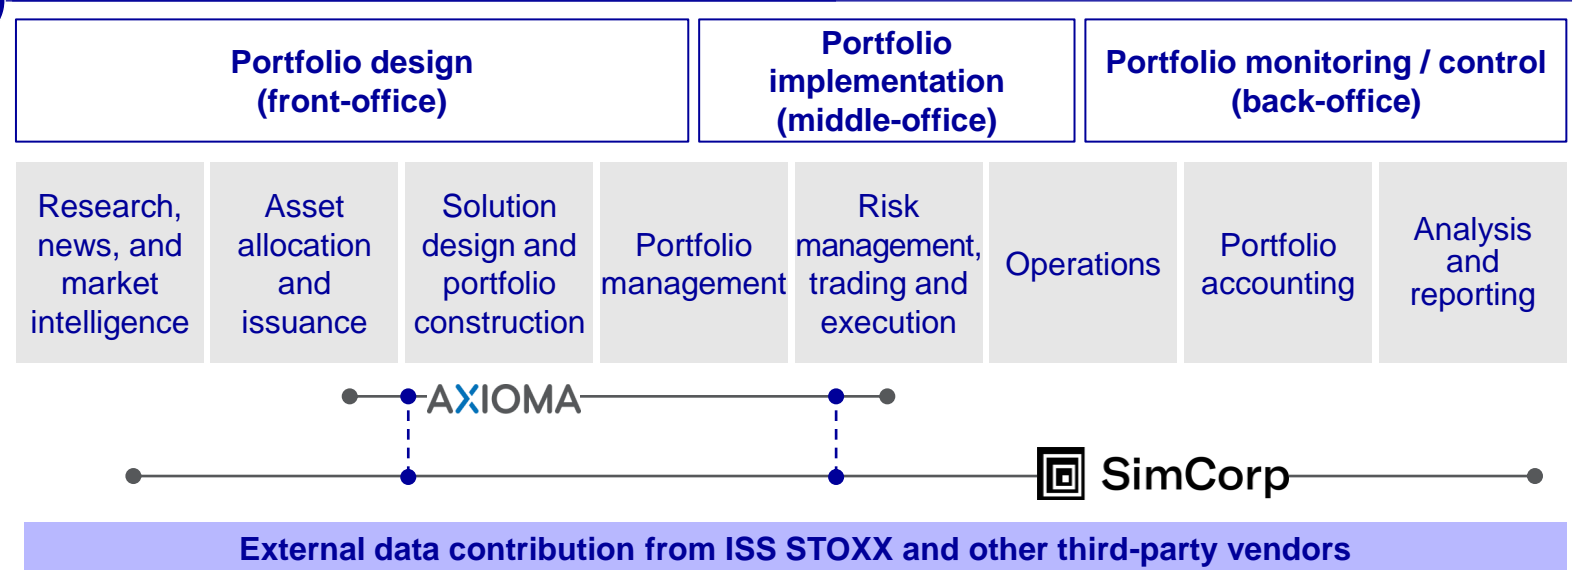 Portfolio design
(front-office)
Portfolio
implementation
(middle-office)
Portfolio monitoring / control
(back-office)
Research,
news, and
market
intelligence
Asset
allocation
and
issuance
Solution
design and
portfolio
construction
Portfolio
management
Risk
management,
trading and
execution
Operations
Portfolio
accounting
Analysis
and
reporting
AXIOMA
SimCorp
External data contribution from ISS STOXX and other third-party vendors